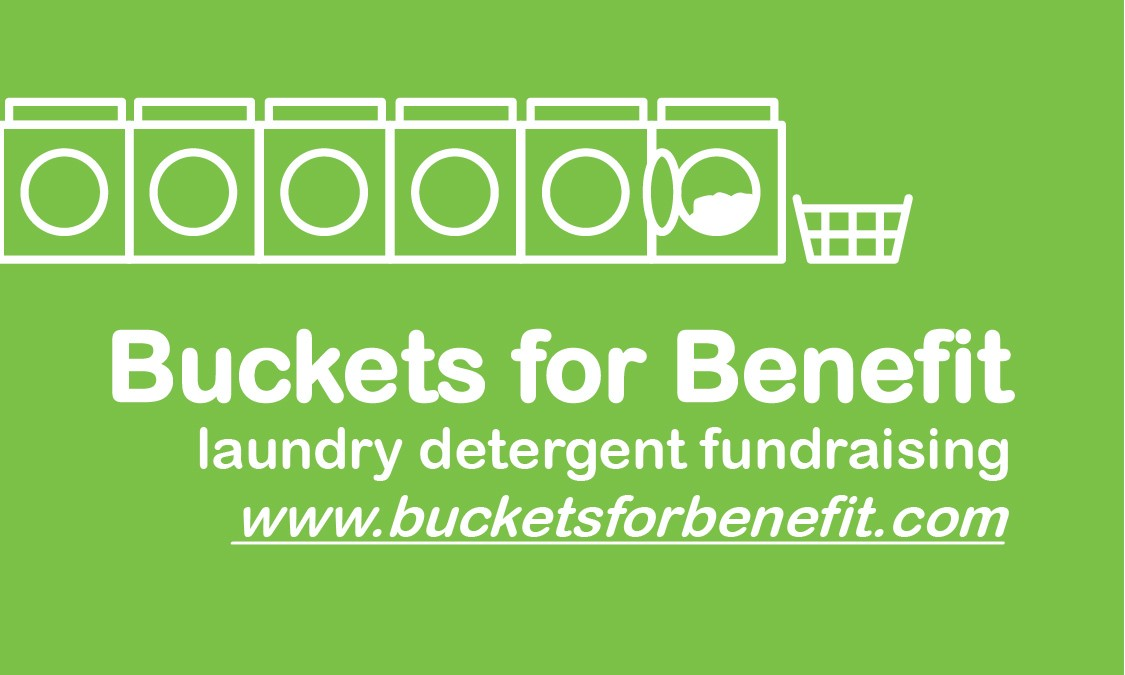 Buckets for Benefit
laundry detergent fundraising
www.bucketsforbenefit.com